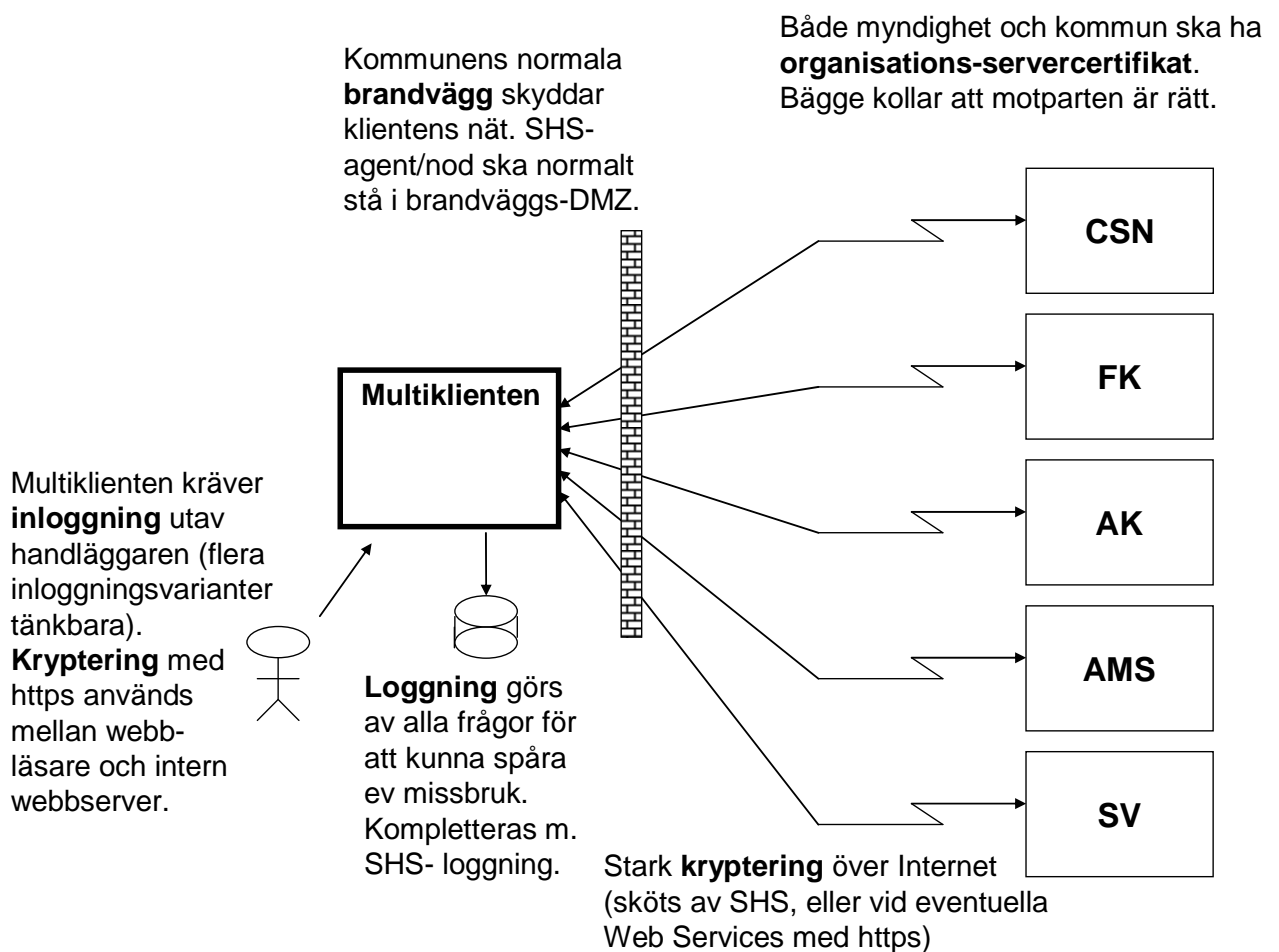 Både myndighet och kommun ska ha
organisations-servercertifikat.
Bägge kollar att motparten är rätt.
Kommunens normala
brandvägg skyddar
klientens nät. SHS-
agent/nod ska normalt
stå i brandväggs-DMZ.
CSN
FK
Multiklienten
AK
Multiklienten kräver
inloggning utav
handläggaren (flera
inloggningsvarianter
tänkbara).
Kryptering med
https används
mellan webb-
läsare och intern
webbserver.
AMS
Loggning görs
av alla frågor för
att kunna spåra
ev missbruk.
Kompletteras m.
SHS- loggning.
SV
Stark kryptering över Internet
(sköts av SHS, eller vid eventuella
Web Services med https)